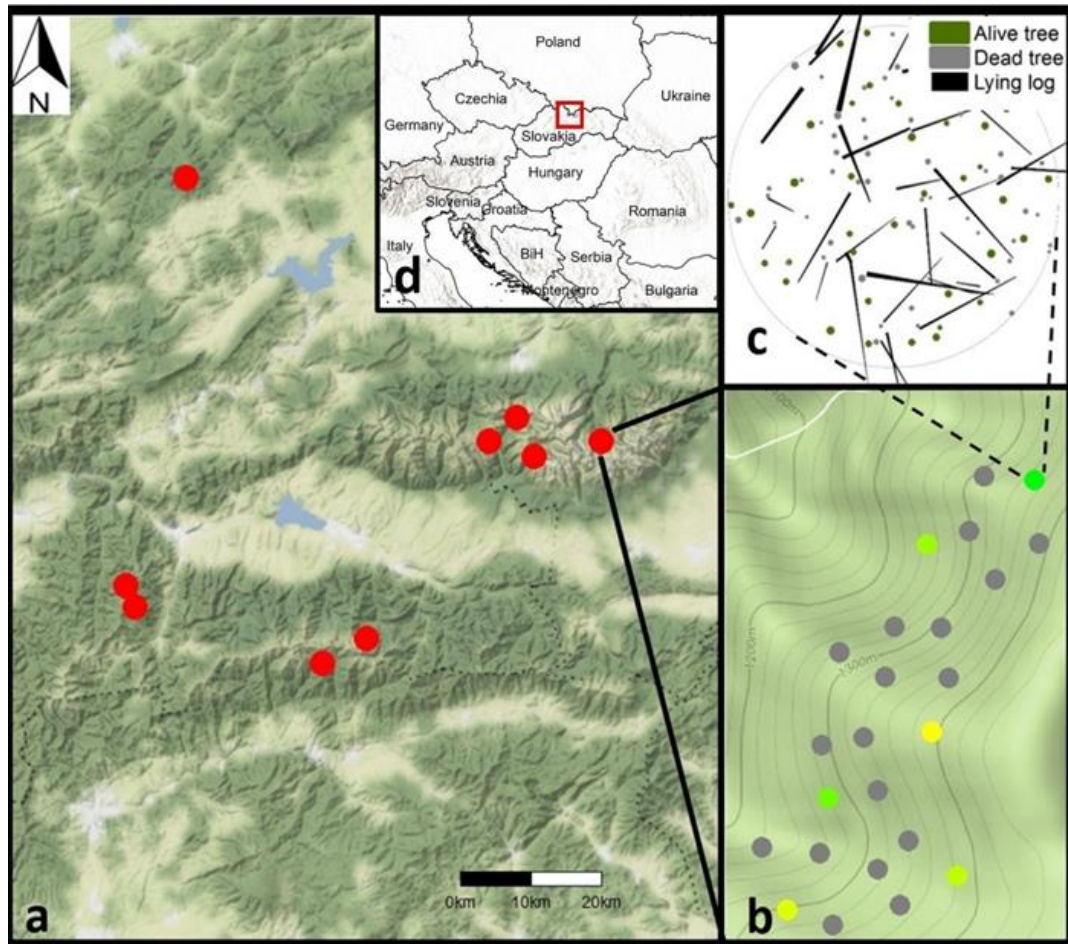 N
Poland
Czechia
Ukraine
Germany
Slovakia
Austria
Hungary
Slovenia
Croatia
Romania
Italy
BiH
Serbia
Montenegro
Bulgaria
d
Alive tree
Dead tree
Lying log
c
1200m
1300m
b
0km 10km 20km
a